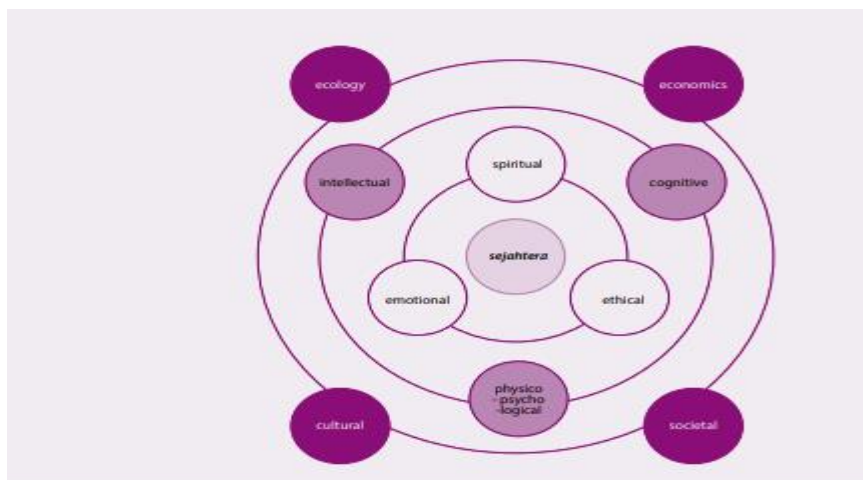 ecology
economics
spiritual
intellectual
cognitive
sejahtera
emotional
ethical
physico
- psycho
-logical
cultural
societal